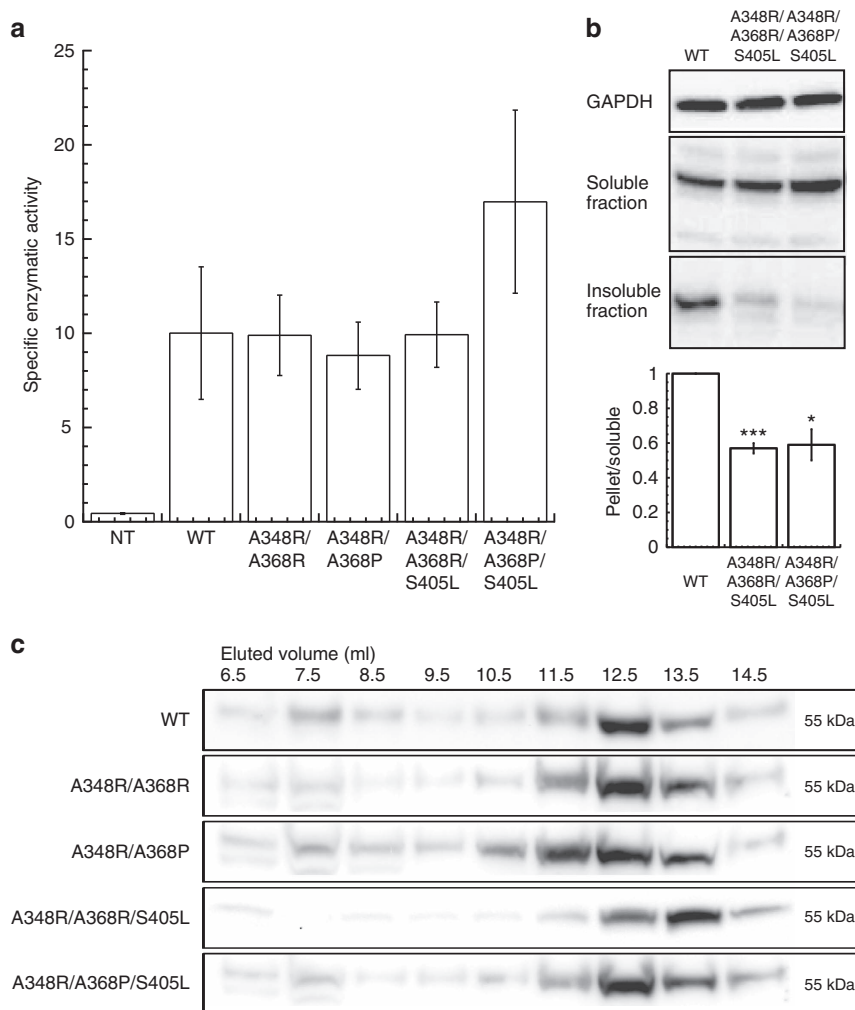 a
Specific enzymatic activity
25
20
15
10
5
0
NT
WT
A348R/
A368R
A348R/
A368P
A348R/
A368R/
S405L
A348R/
A368P/
S405L
b
WT
A348R/
A368R/
S405L
A348R/
A368P/
S405L
GAPDH
Soluble
fraction
Insoluble
fraction
Pellet/soluble
1
0.8
0.6
0.4
0.2
0
***
*
WT
A348R/
A368R/
S405L
A348R/
A368P/
S405L
c
Eluted volume (ml)
6.5 7.5 8.5 9.5 10.5 11.5 12.5 13.5 14.5
WT 55 kDa
A348R/A368R 55 kDa
A348R/A368P 55 kDa
A348R/A368R/S405L 55 kDa
A348R/A368P/S405L 55 kDa